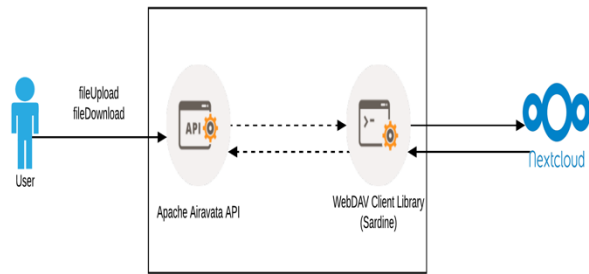 fileUpload
fileDownload
User
API
>-
Apache Airavata API
WebDAV Client Library
(Sardine)
Nextcloud